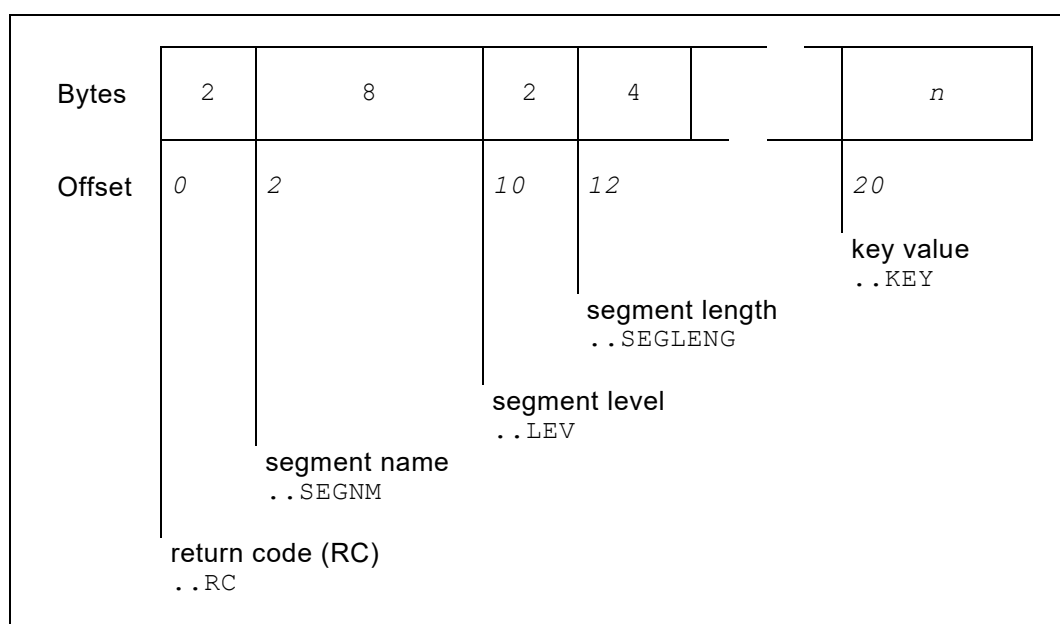 Bytes 2 8 2 4 n
Offset 0 2 10 12 20
key value
..KEY
segment length
..SEGLENG
segment level
..LEV
segment name
..SEGNM
return code (RC)
..RC